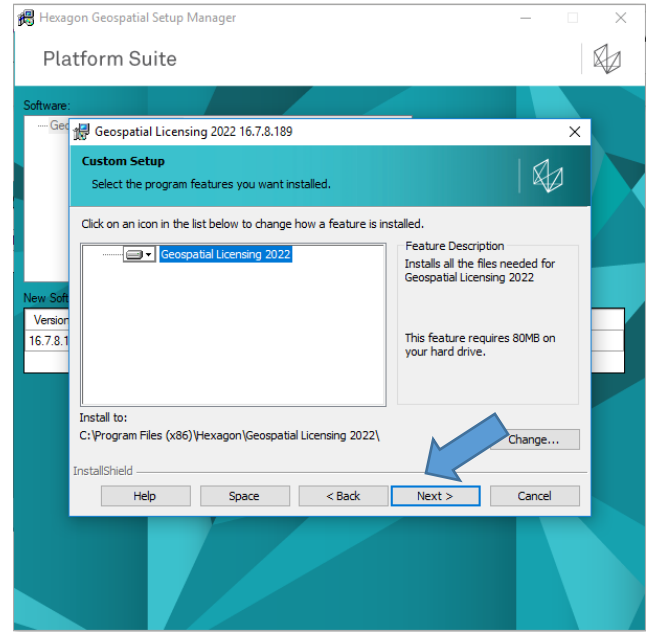 Hexagon Geospatial Setup Manager
Platform Suite
Software:
Geo
Geospatial Licensing 2022 16.7.8.189
Custom Setup
Select the program features you want installed.
Click on an icon in the list below to change how a feature is installed.
Geospatial Licensing 2022
Feature Description
Installs all the files needed for
Geospatial Licensing 2022
This feature requires 80MB on
your hard drive.
New Soft
Version
16.7.8.1
Install to:
C:\Program Files (x86)\Hexagon\Geospatial Licensing 2022\
Change...
InstallShield
Help Space < Back Next > Cancel